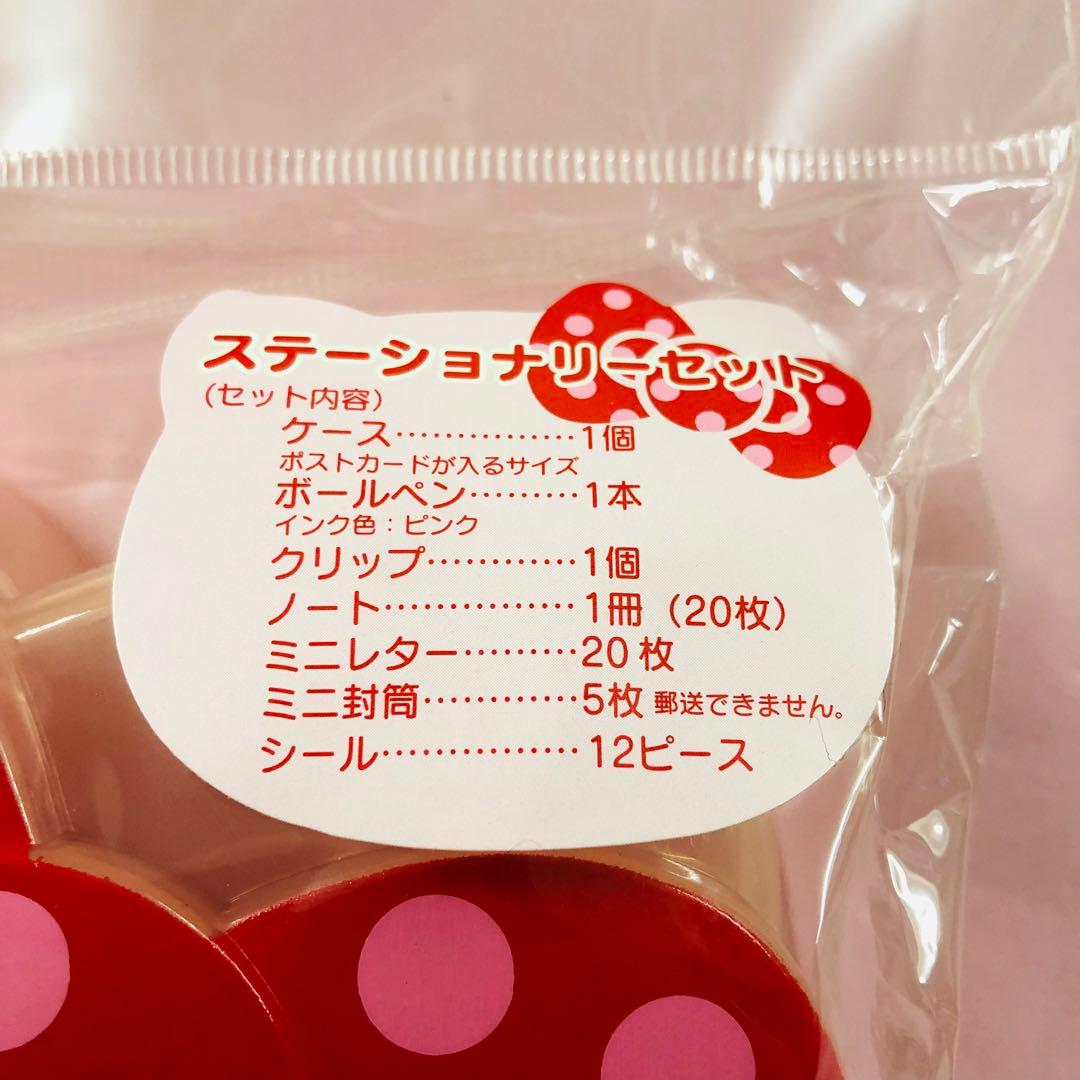 ステーショナリーセット
(セット内容)
ケース……………1個
ポストカードが入るサイズ
ボールペン………1本
インク色：ピンク
クリップ…………1個
ノート……………1冊（20枚）
ミニレター………20枚
ミニ封筒…………5枚 郵送できません。
シール……………12ピース